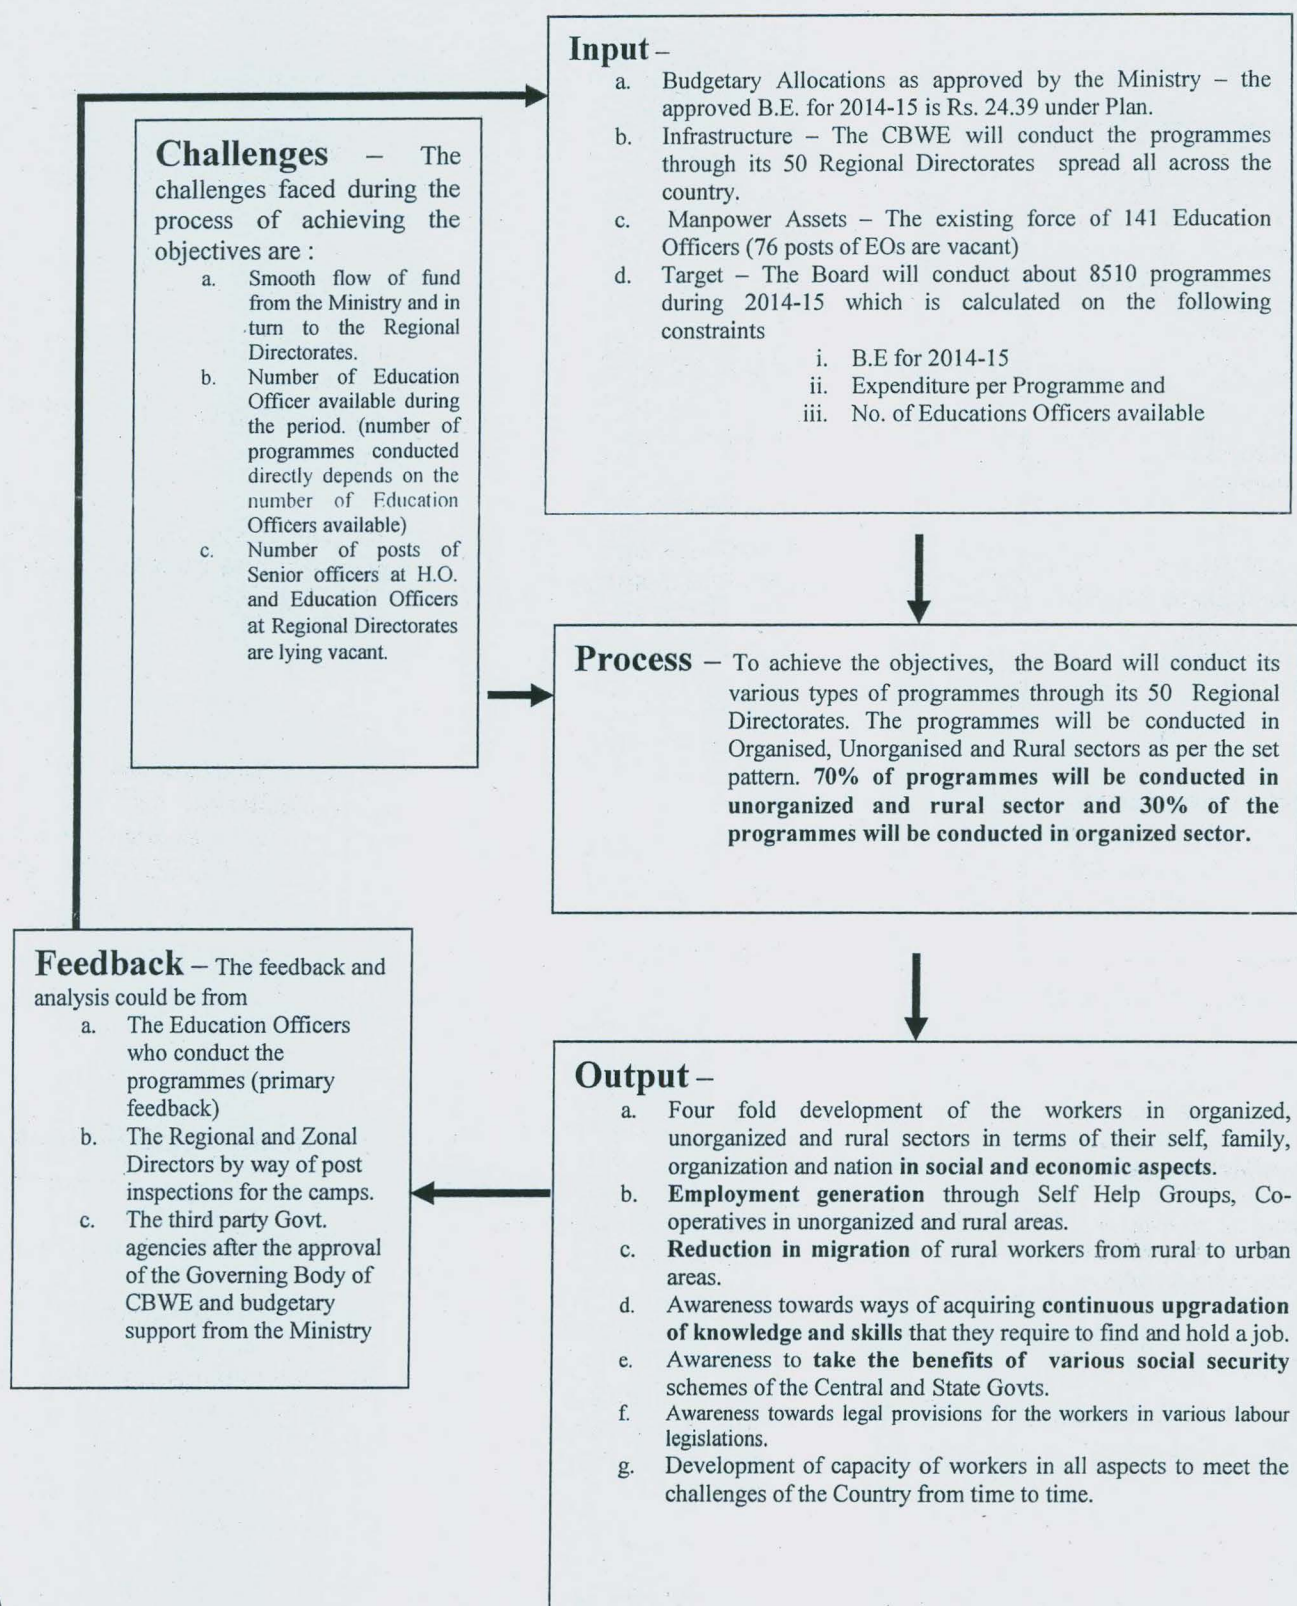 Input –
a. Budgetary Allocations as approved by the Ministry – the
approved B.E. for 2014-15 is Rs. 24.39 under Plan.
b. Infrastructure – The CBWE will conduct the programmes
through its 50 Regional Directorates spread all across the
country.
c. Manpower Assets – The existing force of 141 Education
Officers (76 posts of EOs are vacant)
d. Target – The Board will conduct about 8510 programmes
during 2014-15 which is calculated on the following
constraints
i. B.E for 2014-15
ii. Expenditure per Programme and
iii. No. of Educations Officers available
Challenges – The
challenges faced during the
process of achieving the
objectives are :
a. Smooth flow of fund
from the Ministry and in
turn to the Regional
Directorates.
b. Number of Education
Officer available during
the period. (number of
programmes conducted
directly depends on the
number of Education
Officers available)
c. Number of posts of
Senior officers at H.O.
and Education Officers
at Regional Directorates
are lying vacant.
Process – To achieve the objectives, the Board will conduct its
various types of programmes through its 50 Regional
Directorates. The programmes will be conducted in
Organised, Unorganised and Rural sectors as per the set
pattern. 70% of programmes will be conducted in
unorganized and rural sector and 30% of the
programmes will be conducted in organized sector.
Feedback – The feedback and
analysis could be from
a. The Education Officers
who conduct the
programmes (primary
feedback)
b. The Regional and Zonal
Directors by way of post
inspections for the camps.
c. The third party Govt.
agencies after the approval
of the Governing Body of
CBWE and budgetary
support from the Ministry
Output –
a. Four fold development of the workers in organized,
unorganized and rural sectors in terms of their self, family,
organization and nation in social and economic aspects.
b. Employment generation through Self Help Groups, Co-
operatives in unorganized and rural areas.
c. Reduction in migration of rural workers from rural to urban
areas.
d. Awareness towards ways of acquiring continuous upgradation
of knowledge and skills that they require to find and hold a job.
e. Awareness to take the benefits of various social security
schemes of the Central and State Govts.
f. Awareness towards legal provisions for the workers in various labour
legislations.
g. Development of capacity of workers in all aspects to meet the
challenges of the Country from time to time.